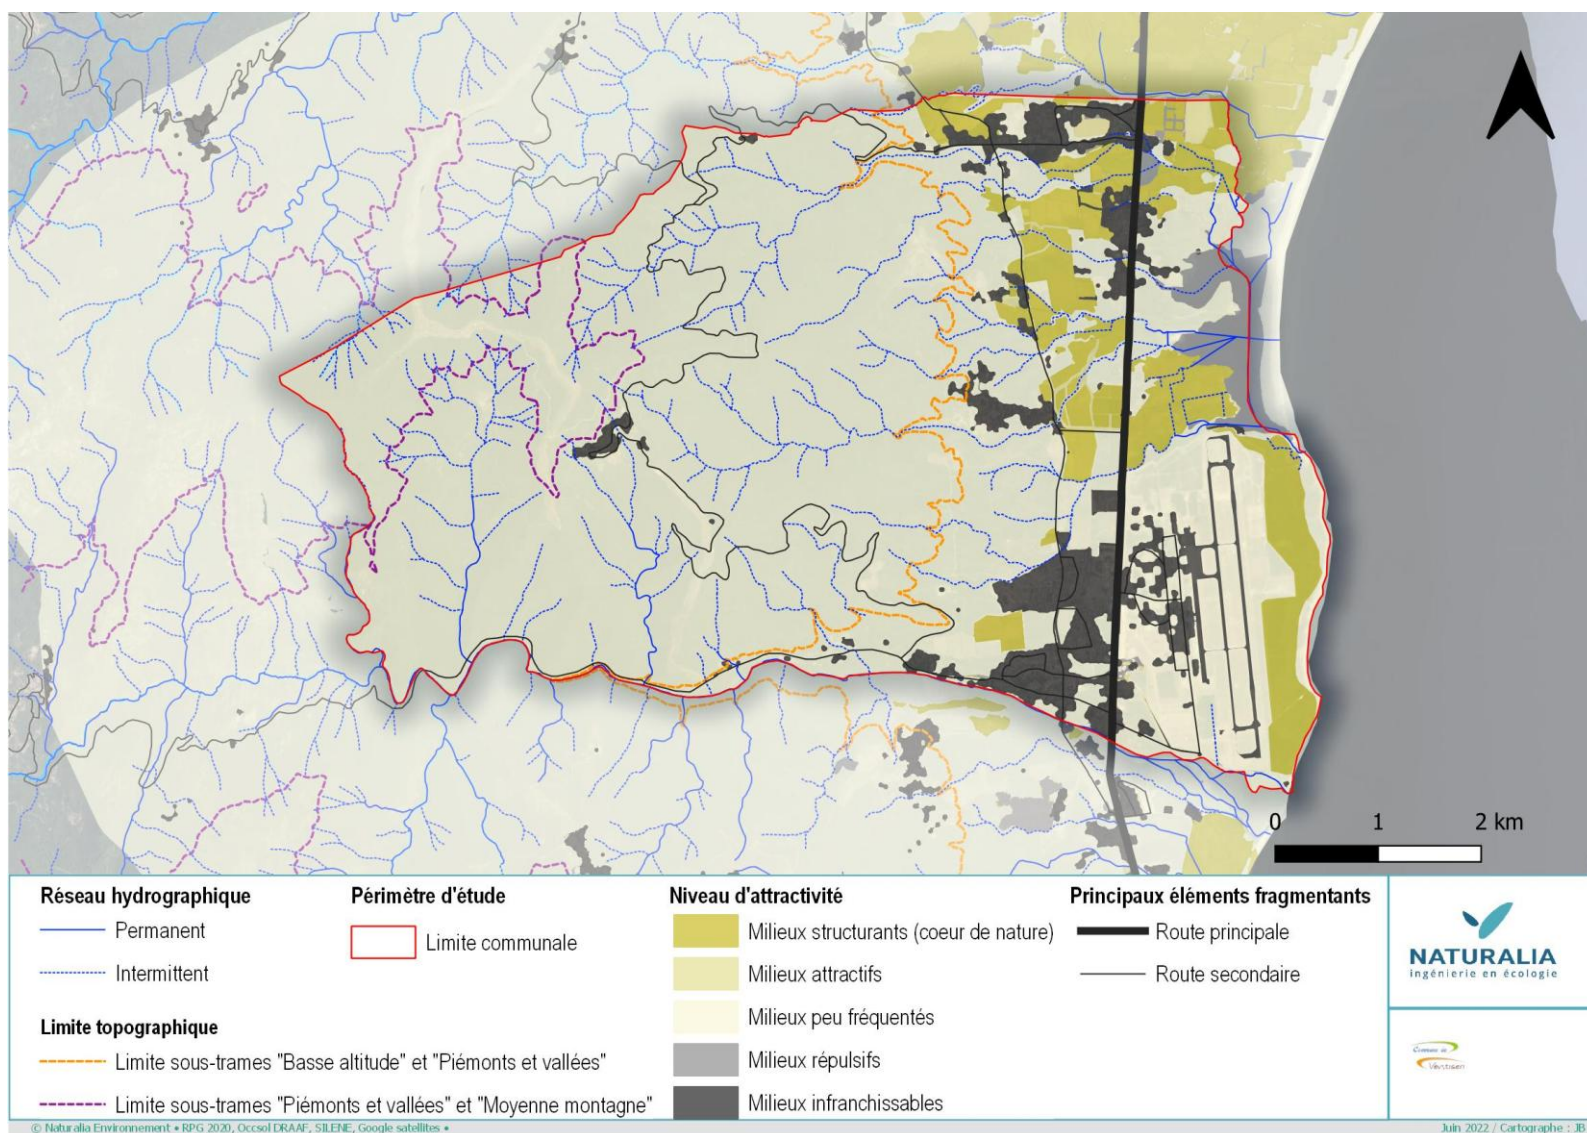 0 1 2 km
Réseau hydrographique
Permanent
Intermittent
Limite topographique
Limite sous-trames "Basse altitude" et "Piémonts et vallées"
Limite sous-trames "Piémonts et vallées" et "Moyenne montagne"
Périmètre d'étude
Limite communale
Niveau d'attractivité
Milieux structurants (coeur de nature)
Milieux attractifs
Milieux peu fréquentés
Milieux répulsifs
Milieux infranchissables
Principaux éléments fragmentants
Route principale
Route secondaire
NATURALIA
ingénierie en écologie
Commune de
© Naturalia Environnement • RPG 2020, Occsol DRAAF, SILENE, Google satellites •
Juin 2022 / Cartographe : JB